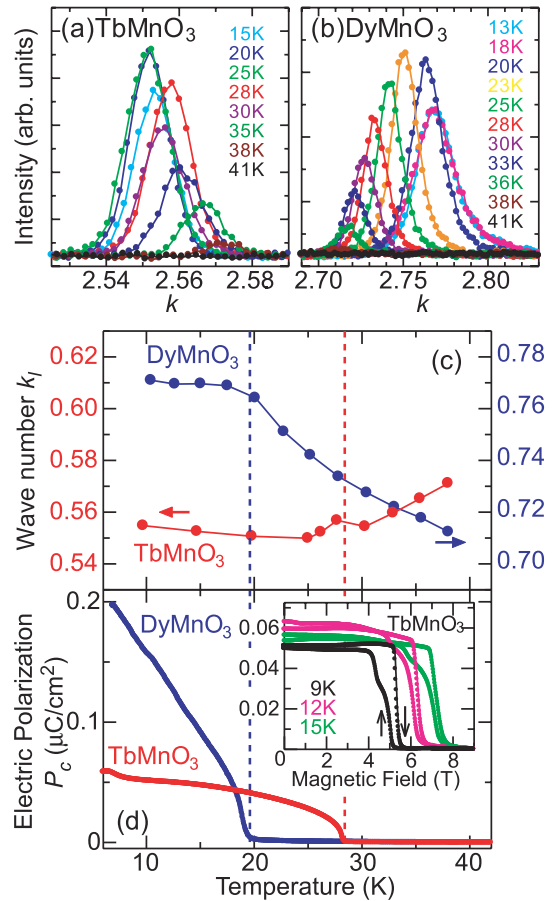 (a)TbMnO3
15K
20K
25K
28K
30K
35K
38K
41K
Intensity (arb. units)
2.54
2.56
2.58
k
(b)DyMnO3
13K
18K
20K
23K
25K
28K
30K
33K
36K
38K
41K
2.70
2.75
2.80
k
(c)
DyMnO3
TbMnO3
Wave number kl
0.62
0.60
0.58
0.56
0.54
0.78
0.76
0.74
0.72
0.70
(d)
DyMnO3
TbMnO3
Electric Polarization
Pc (μC/cm2)
0.2
0.1
0
TbMnO3
0.06
0.04
0.02
9K
12K
15K
0 2 4 6 8
Magnetic Field (T)
10 20 30 40
Temperature (K)